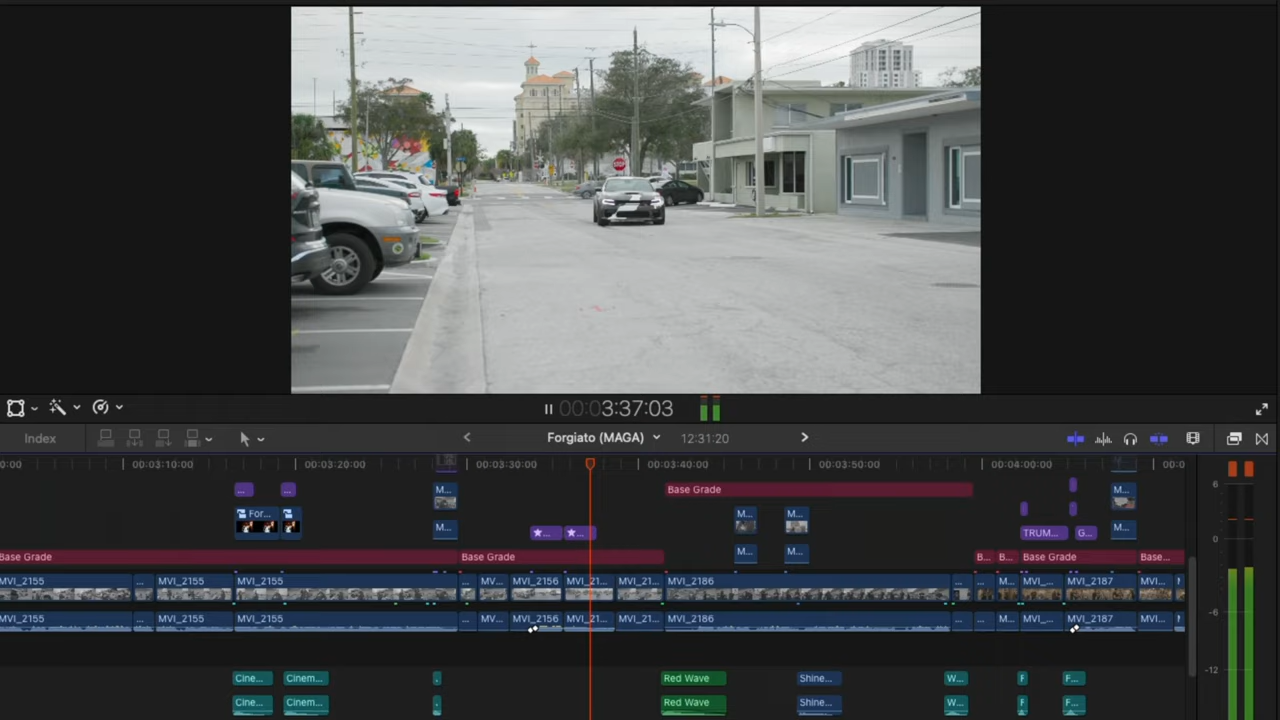 STOP
00:03:37:03
Index
Forgiato (MAGA)
12:31:20
0:00
00:03:10:00
00:03:20:00
00:03:30:00
00:03:40:00
00:03:50:00
00:04:00:00
00:0
... ... M... Base Grade M...
For... M... M...
M... ... ... M... M... TRUM... G... M...
Base Grade Base Grade B... B... Base Grade Base...
MVI_2155 ... MVI_2155 MVI_2155 ... MV... MVI_2156 MVI_21... MVI_21... MVI_2186 ... M... MVI_... MVI_2187 MVI...
MVI_2155 ... MVI_2155 MVI_2155 ... MV... MVI_2156 MVI_21... MVI_21... MVI_2186 ... M... MVI_... MVI_2187 MVI...
Cine... Cinem... Red Wave Shine... W... F F...
Cine... Cinem... Red Wave Shine... W... F F...
6
0
-6
-12